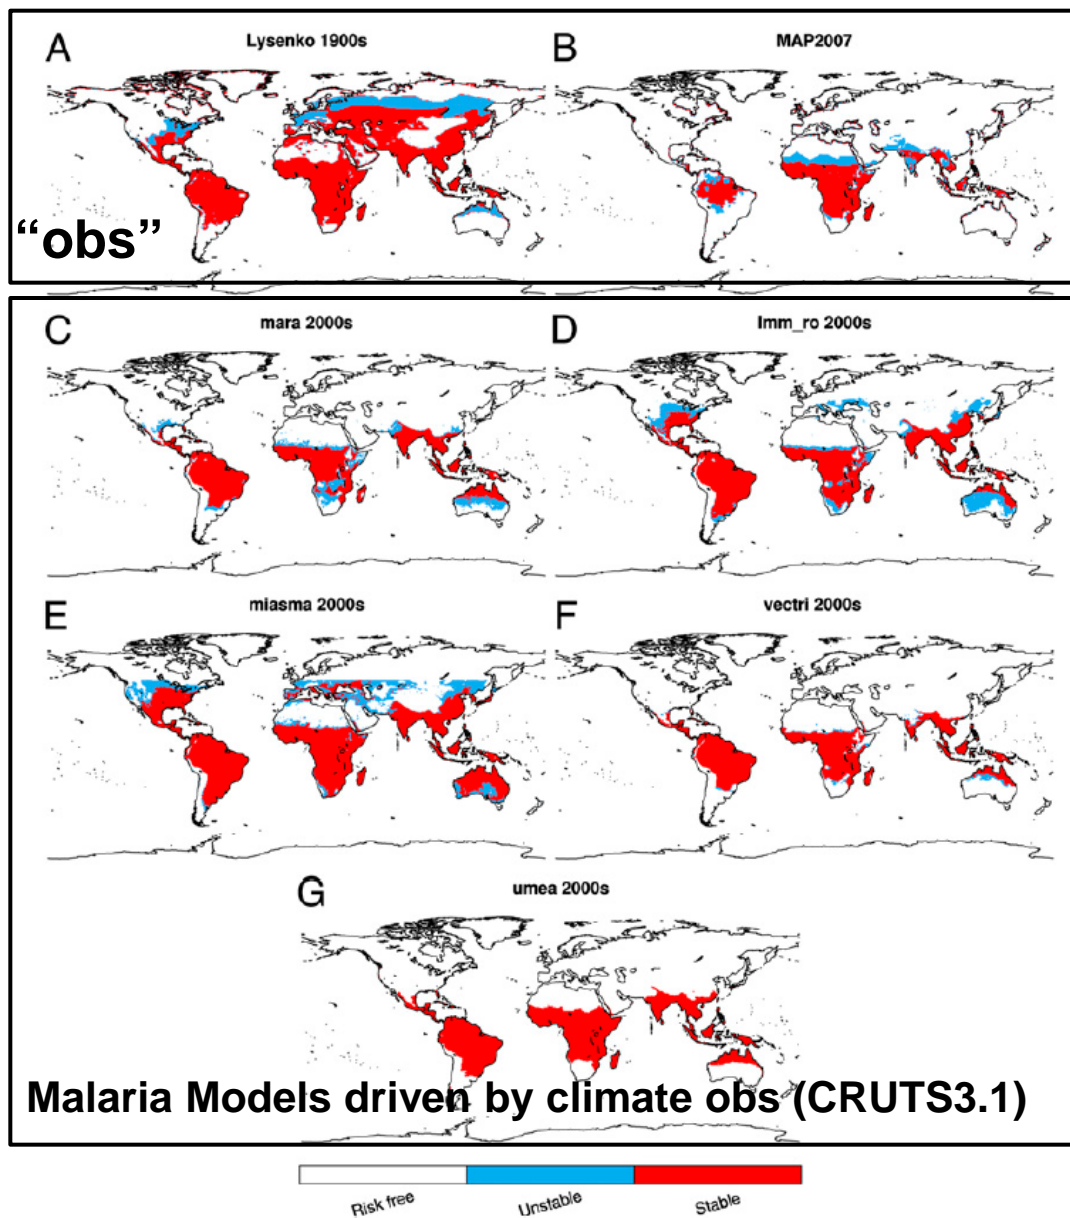 A
Lysenko 1900s
B
MAP2007
“obs”
C
mara 2000s
D
lmm_ro 2000s
E
miasma 2000s
F
vectri 2000s
G
umea 2000s
Malaria Models driven by climate obs (CRUTS3.1)
Risk free
Unstable
Stable